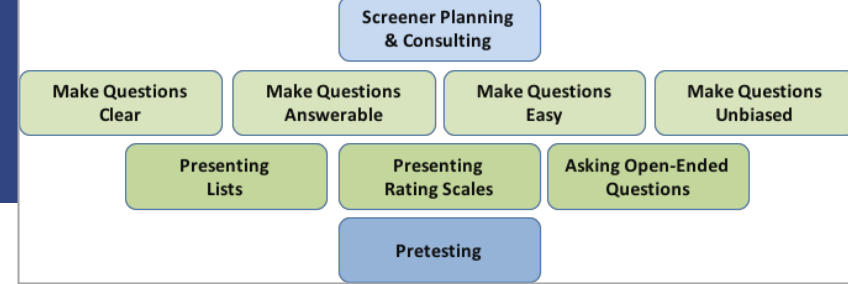 Screener Planning
& Consulting
Make Questions
Clear
Make Questions
Answerable
Make Questions
Easy
Make Questions
Unbiased
Presenting
Lists
Presenting
Rating Scales
Asking Open-Ended
Questions
Pretesting